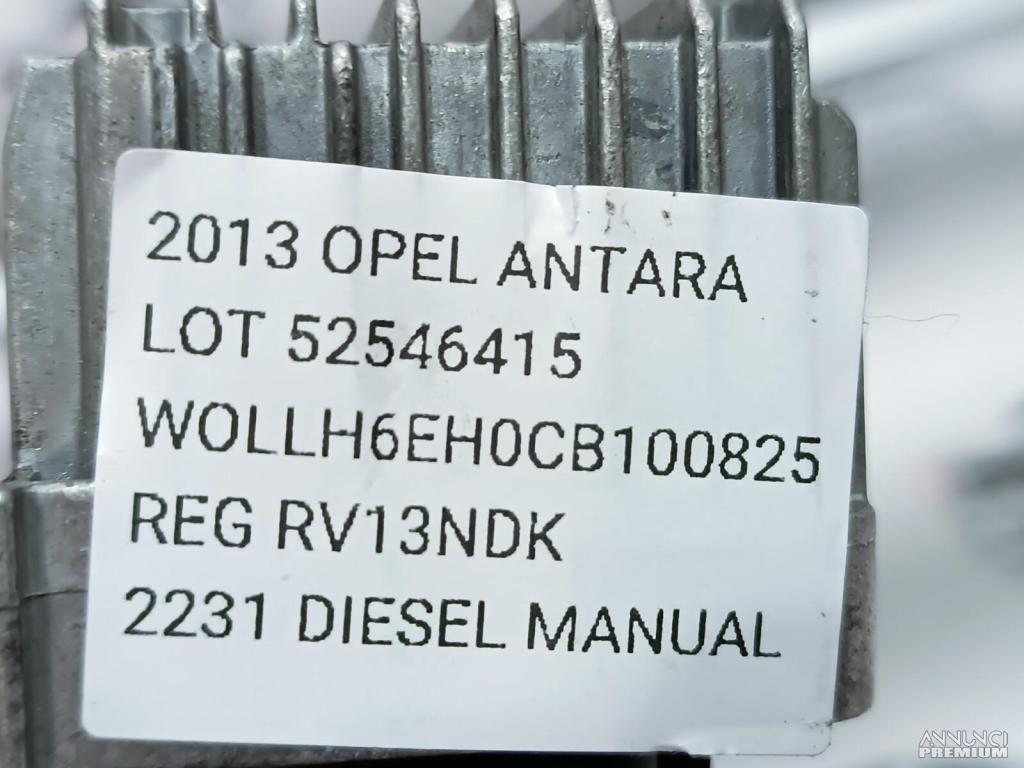 2013 OPEL ANTARA
LOT 52546415
WOLLH6EH0CB100825
REG RV13NDK
2231 DIESEL MANUAL
ANNUNCI
PREMIUM